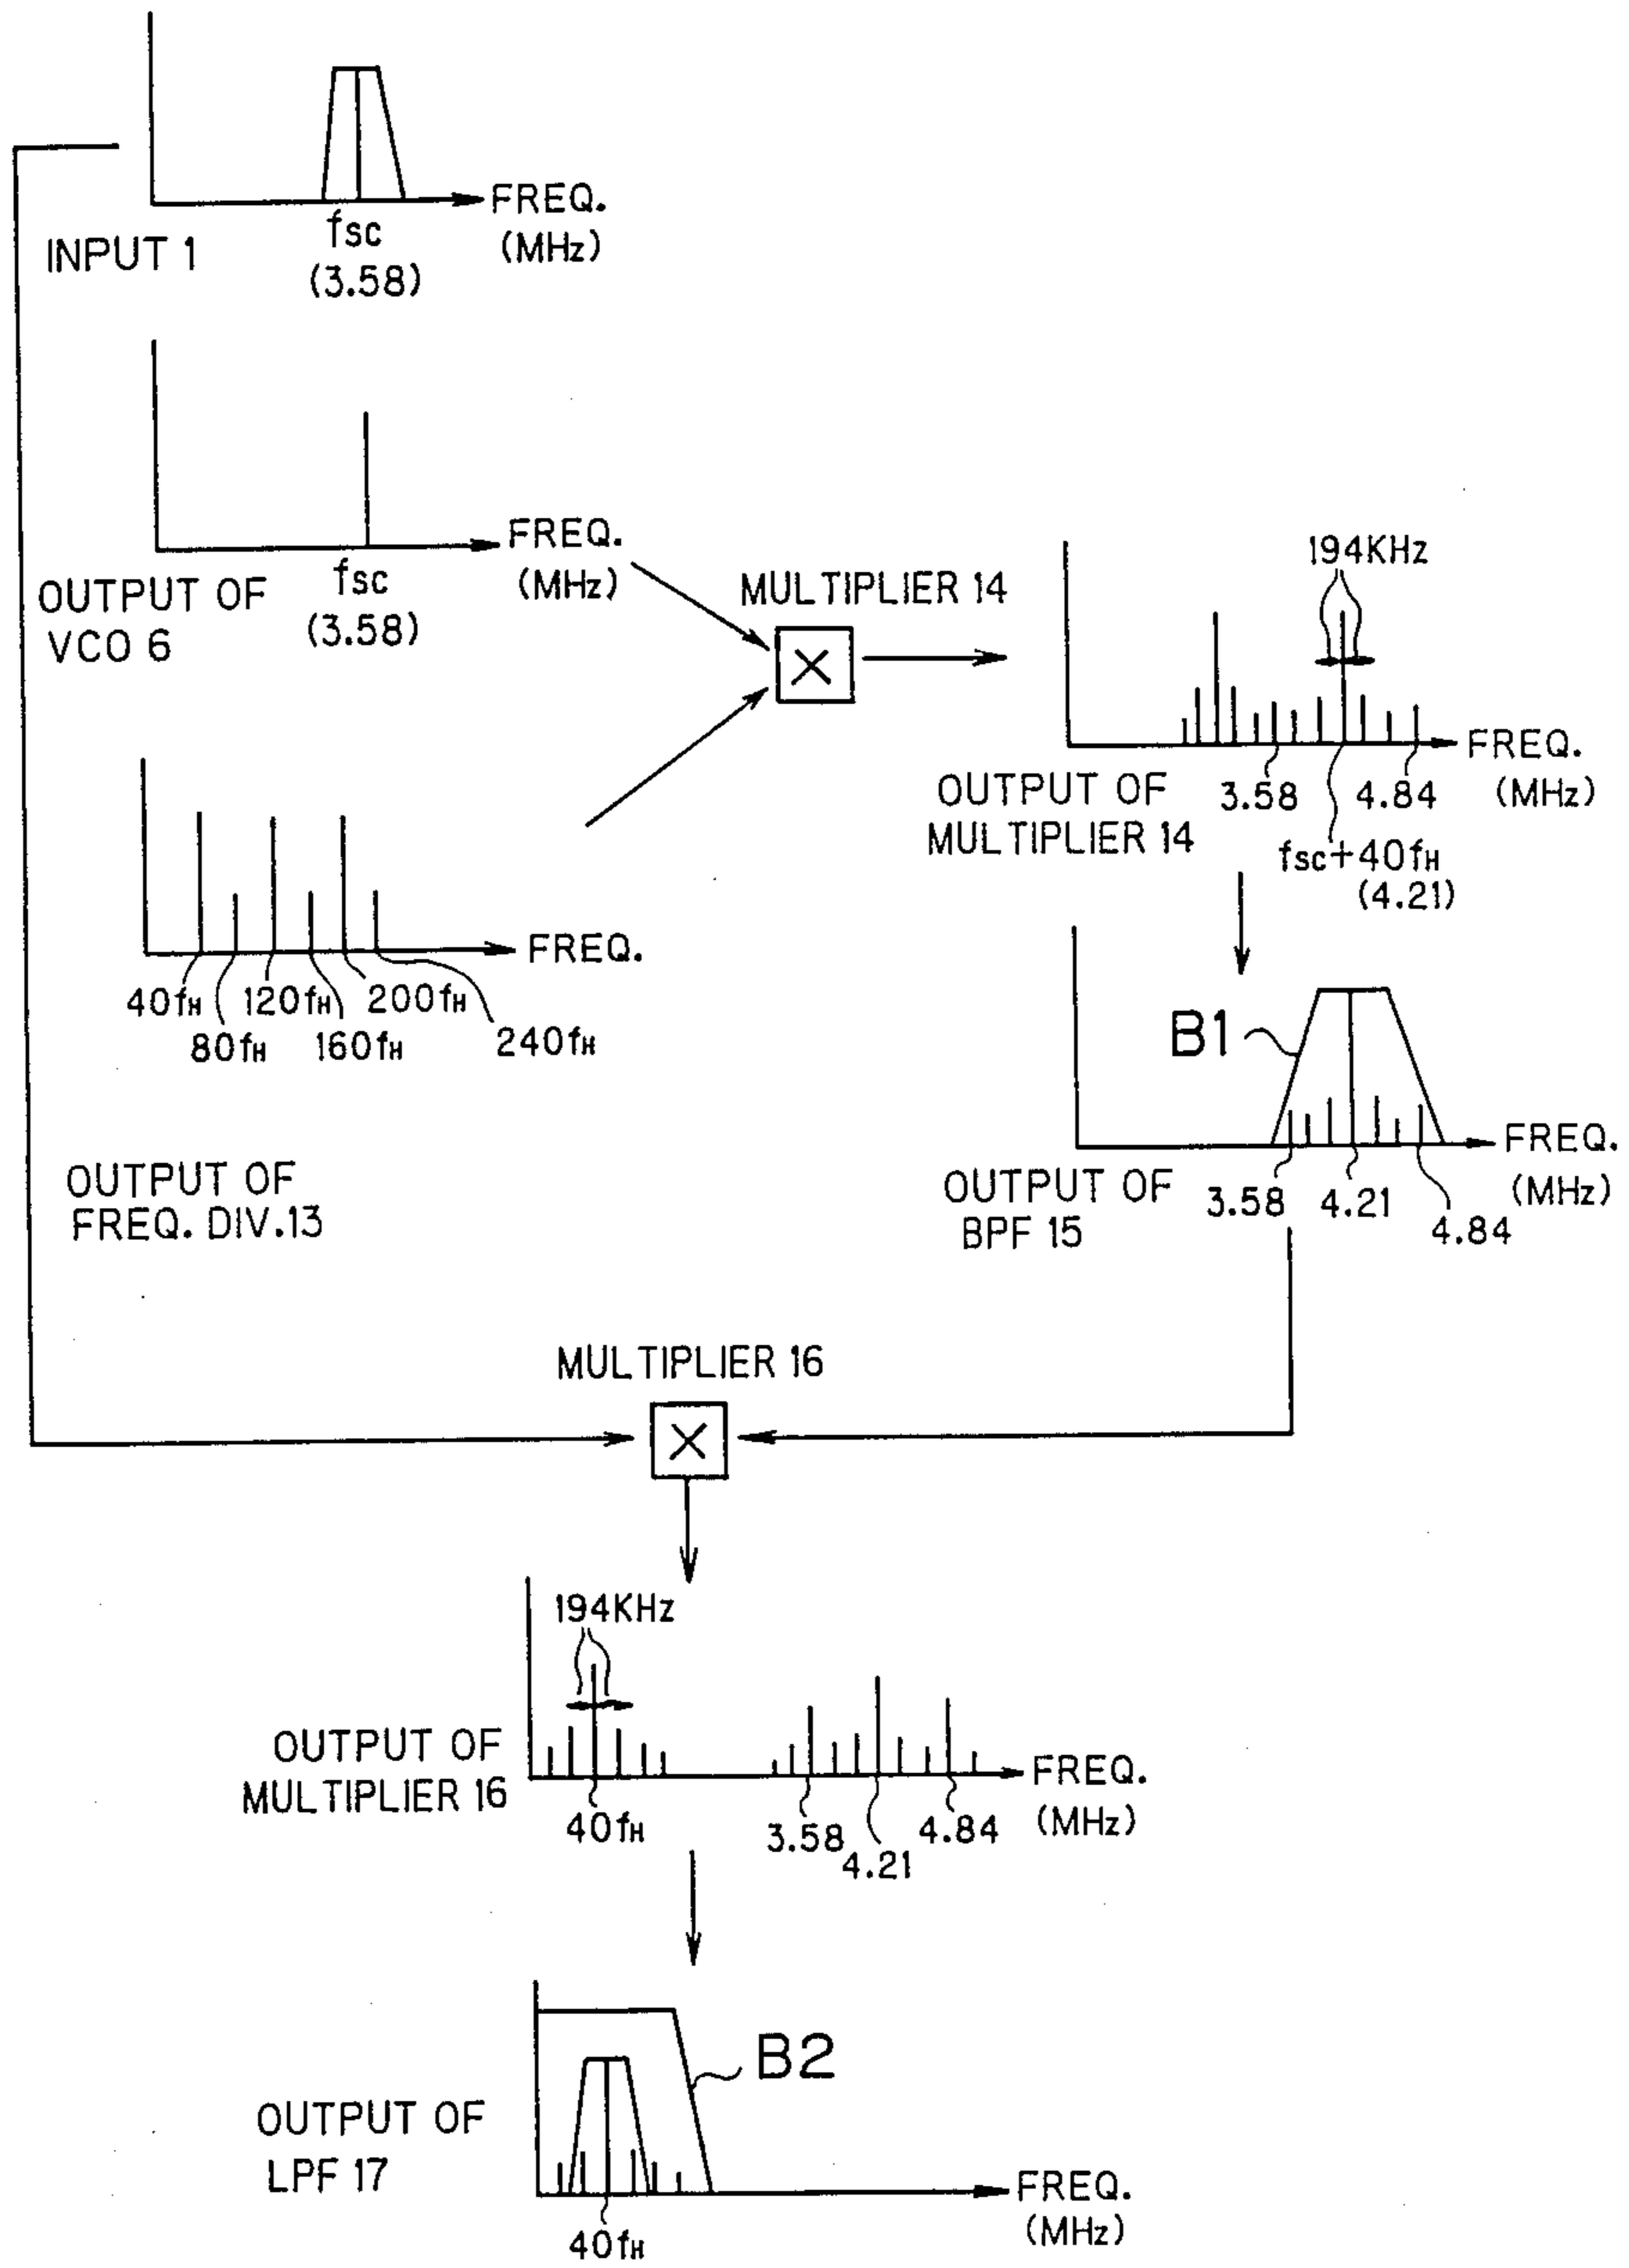 FREQ.
(MHz)
INPUT 1
fsc
(3.58)
FREQ.
(MHz)
OUTPUT OF
VCO 6
fsc
(3.58)
MULTIPLIER 14
×
194KHz
FREQ.
(MHz)
3.58
4.84
fsc+40fH
(4.21)
OUTPUT OF
MULTIPLIER 14
FREQ.
40fH
120fH
200fH
80fH
160fH
240fH
OUTPUT OF
FREQ. DIV.13
B1
FREQ.
(MHz)
3.58
4.21
4.84
OUTPUT OF
BPF 15
MULTIPLIER 16
×
194KHz
OUTPUT OF
MULTIPLIER 16
FREQ.
(MHz)
40fH
3.58
4.21
4.84
B2
OUTPUT OF
LPF 17
FREQ.
(MHz)
40fH